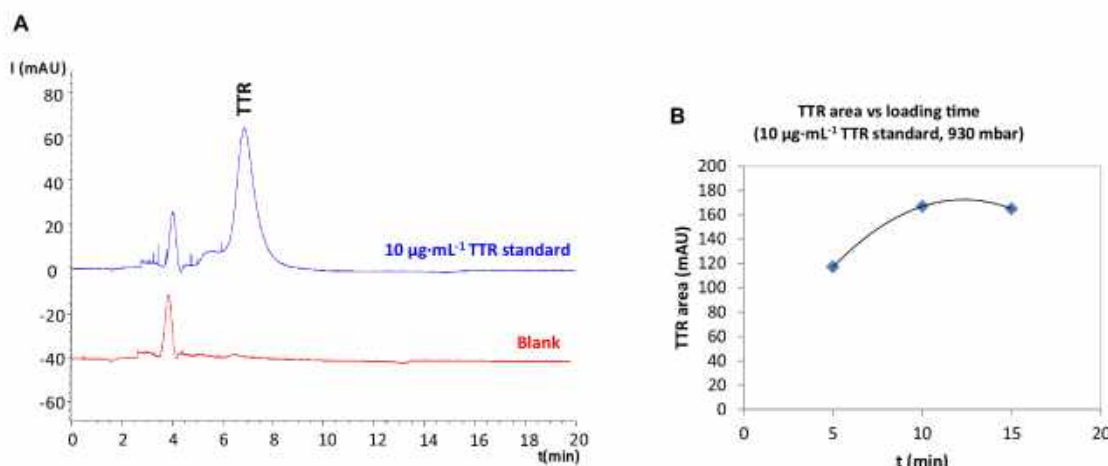 A
I (mAU)
80
60
40
20
0
-20
-40
-60
TTR
10 µg·mL⁻¹ TTR standard
Blank
0 2 4 6 8 10 12 14 16 18 20
t(min)
B
TTR area vs loading time
(10 µg·mL⁻¹ TTR standard, 930 mbar)
TTR area (mAU)
200
180
160
140
120
100
80
60
40
20
0
0 5 10 15 20
t (min)